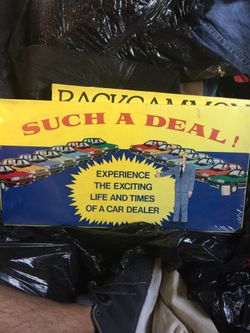 BACKGAMMON
SUCH A DEAL!
EXPERIENCE
THE EXCITING
LIFE AND TIMES
OF A CAR DEALER